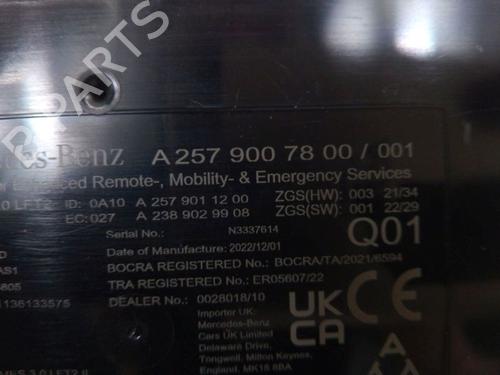 B-PARTS
des-Benz A 257 900 78 00 / 001
Enhanced Remote-, Mobility- & Emergency Services
ID: 0A10 A 257 901 12 00 ZGS(HW): 003 21/34
EC: 027 A 238 902 99 08 ZGS(SW): 001 22/29
Serial No.: N3337614
Date of Manufacture: 2022/12/01 Q01
BOCRA REGISTERED No.: BOCRA/TA/2021/6594
TRA REGISTERED No.: ER05607/22
DEALER No.: 0028018/10
1136133575
Importer UK:
Mercedes-Benz
Cars UK Limited
Delaware Drive,
Tongwell, Milton Keynes,
England, MK15 8BA
UK
CA
CE